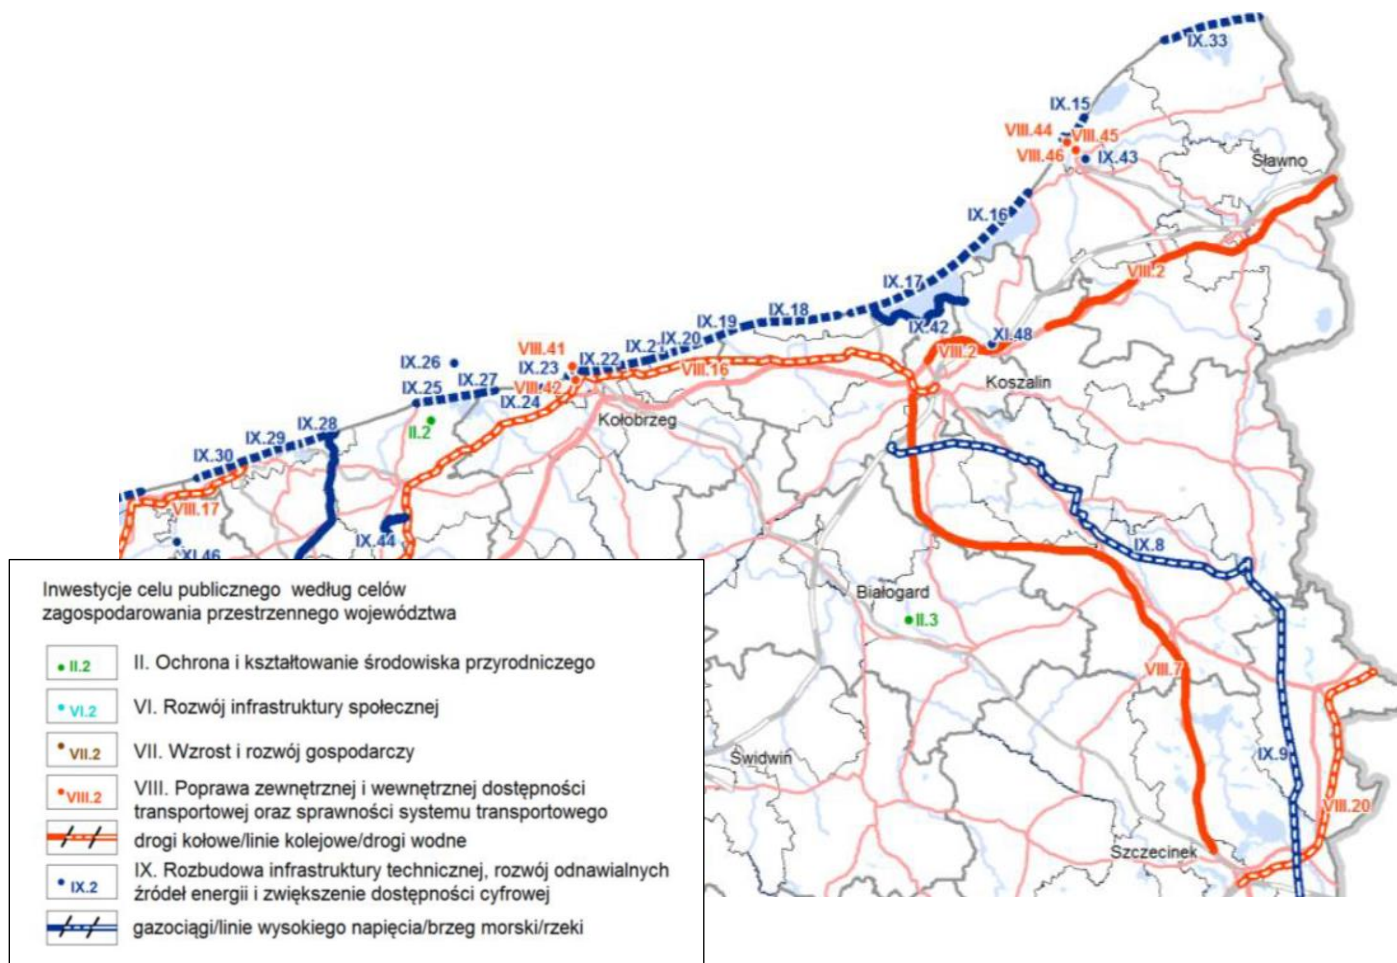 IX.33
IX.15
VIII.44
VIII.45
VIII.46
IX.43
Sławno
IX.16
VIII.2
IX.17
IX.18
IX.19
IX.42
XI.48
IX.20
IX.21
VIII.41
IX.22
VIII.2
IX.26
IX.23
VIII.16
Koszalin
IX.25
IX.27
VIII.42
IX.24
Kołobrzeg
II.2
IX.28
IX.29
IX.30
VIII.17
IX.44
IX.8
XI.46
Białogard
II.3
VIII.7
Świdwin
IX.9
VIII.20
Szczecinek
Inwestycje celu publicznego według celów
zagospodarowania przestrzennego województwa
II.2 II. Ochrona i kształtowanie środowiska przyrodniczego
VI.2 VI. Rozwój infrastruktury społecznej
VII.2 VII. Wzrost i rozwój gospodarczy
VIII.2 VIII. Poprawa zewnętrznej i wewnętrznej dostępności
transportowej oraz sprawności systemu transportowego
drogi kołowe/linie kolejowe/drogi wodne
IX.2 IX. Rozbudowa infrastruktury technicznej, rozwój odnawialnych
źródeł energii i zwiększenie dostępności cyfrowej
gazociągi/linie wysokiego napięcia/brzeg morski/rzeki